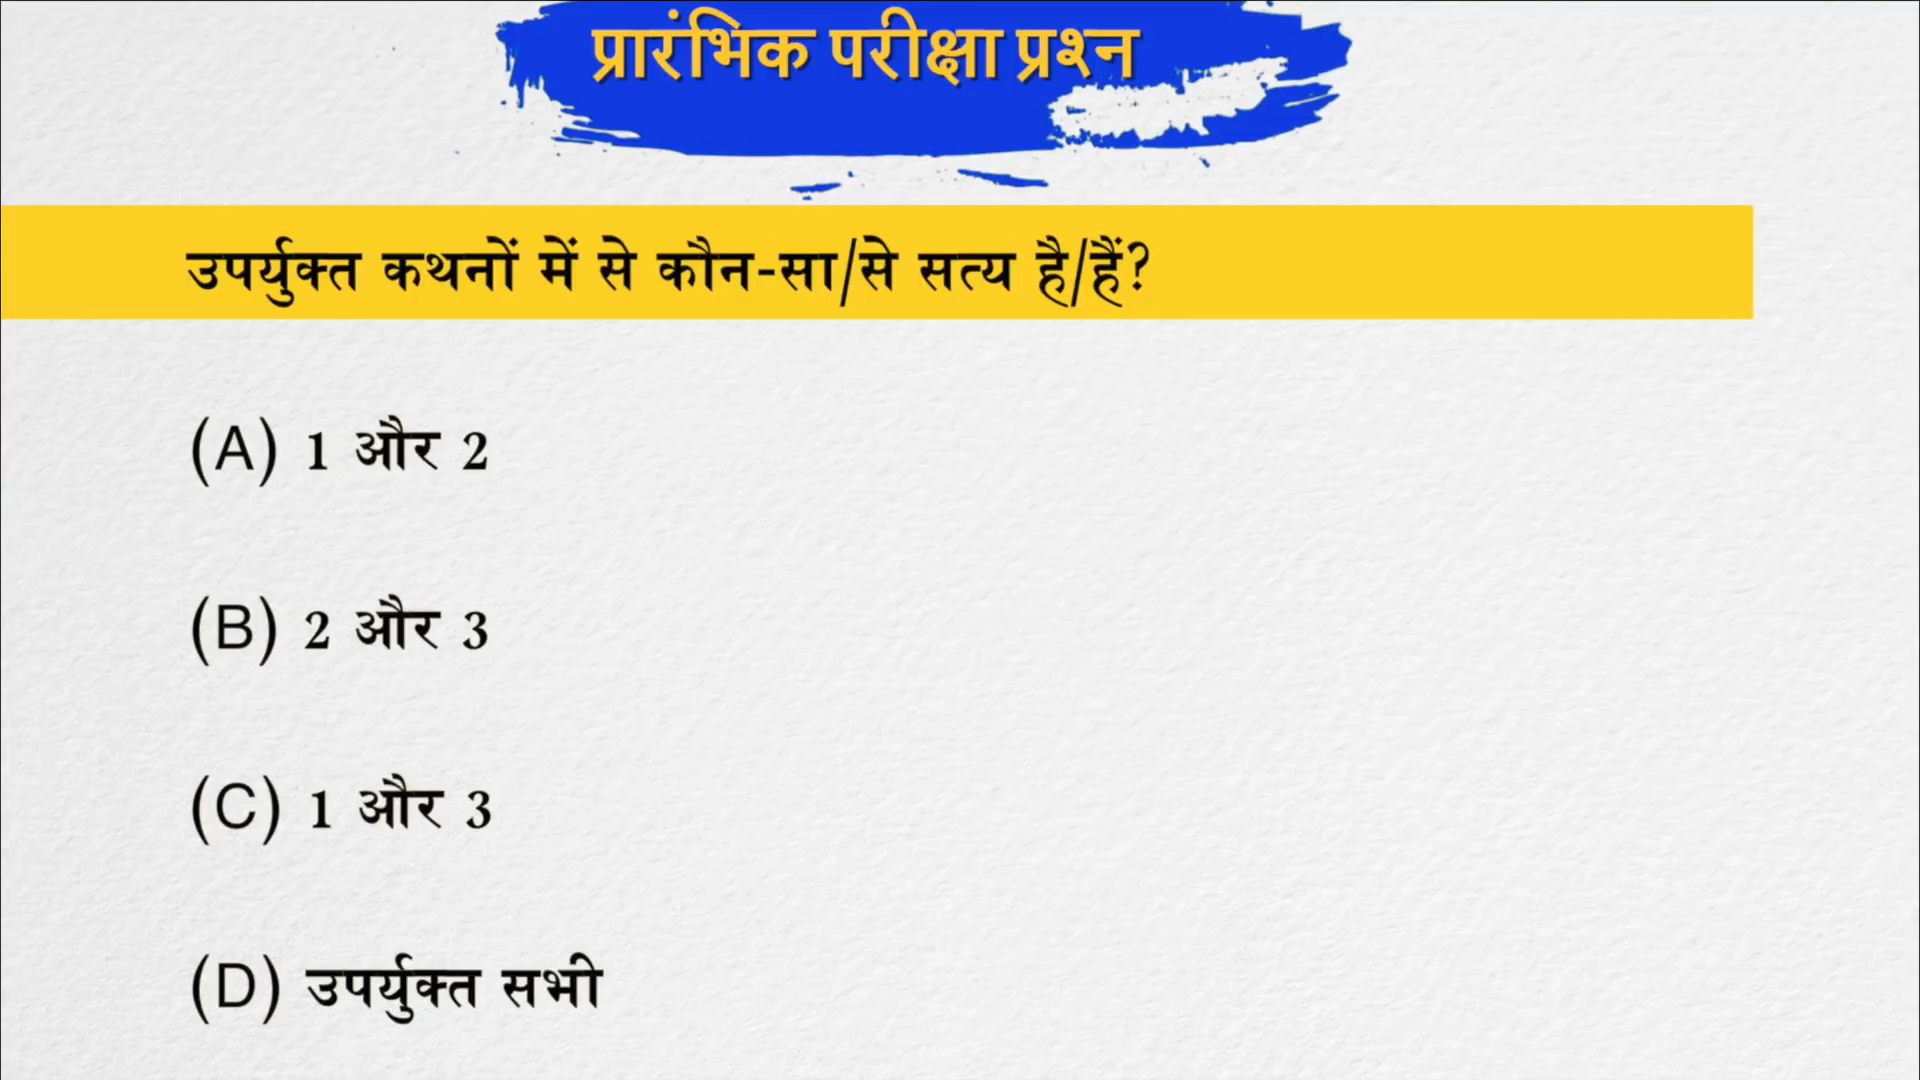 प्रारंभिक परीक्षा प्रश्न
उपर्युक्त कथनों में से कौन-सा/से सत्य है/हैं?
(A) 1 और 2
(B) 2 और 3
(C) 1 और 3
(D) उपर्युक्त सभी